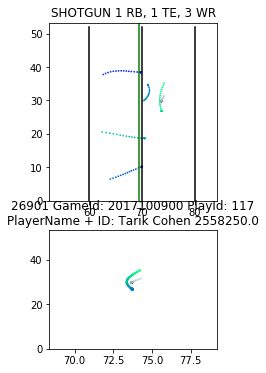 SHOTGUN 1 RB, 1 TE, 3 WR
50
40
30
20
10
0
60 70 80
26901 GameId: 2017100900 PlayId: 117
PlayerName + ID: Tarik Cohen 2558250.0
40
20
0
70.0 72.5 75.0 77.5